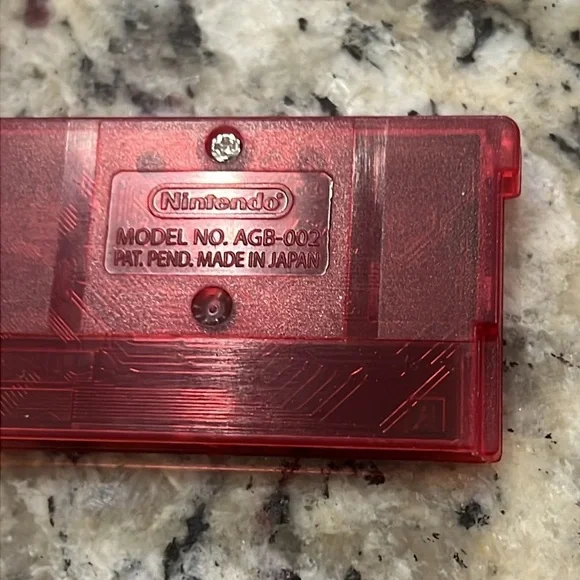 Nintendo®
MODEL NO. AGB-002
PAT. PEND. MADE IN JAPAN